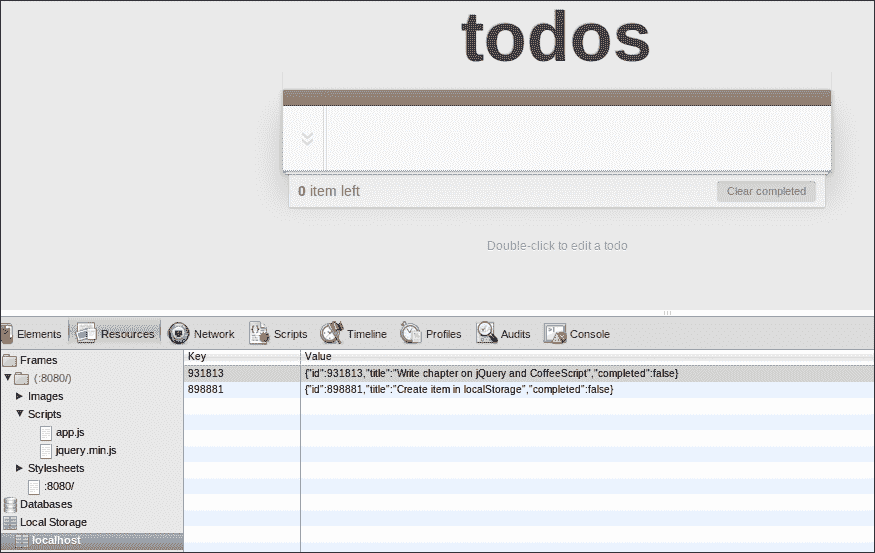 todos
0 item left
Clear completed
Double-click to edit a todo
Elements Resources Network Scripts Timeline Profiles Audits Console
Frames
(:8080/)
Images
Scripts
app.js
jquery.min.js
Stylesheets
:8080/
Databases
Local Storage
localhost
Key Value
931813 {"id":931813,"title":"Write chapter on jQuery and CoffeeScript","completed":false}
898881 {"id":898881,"title":"Create item in localStorage","completed":false}